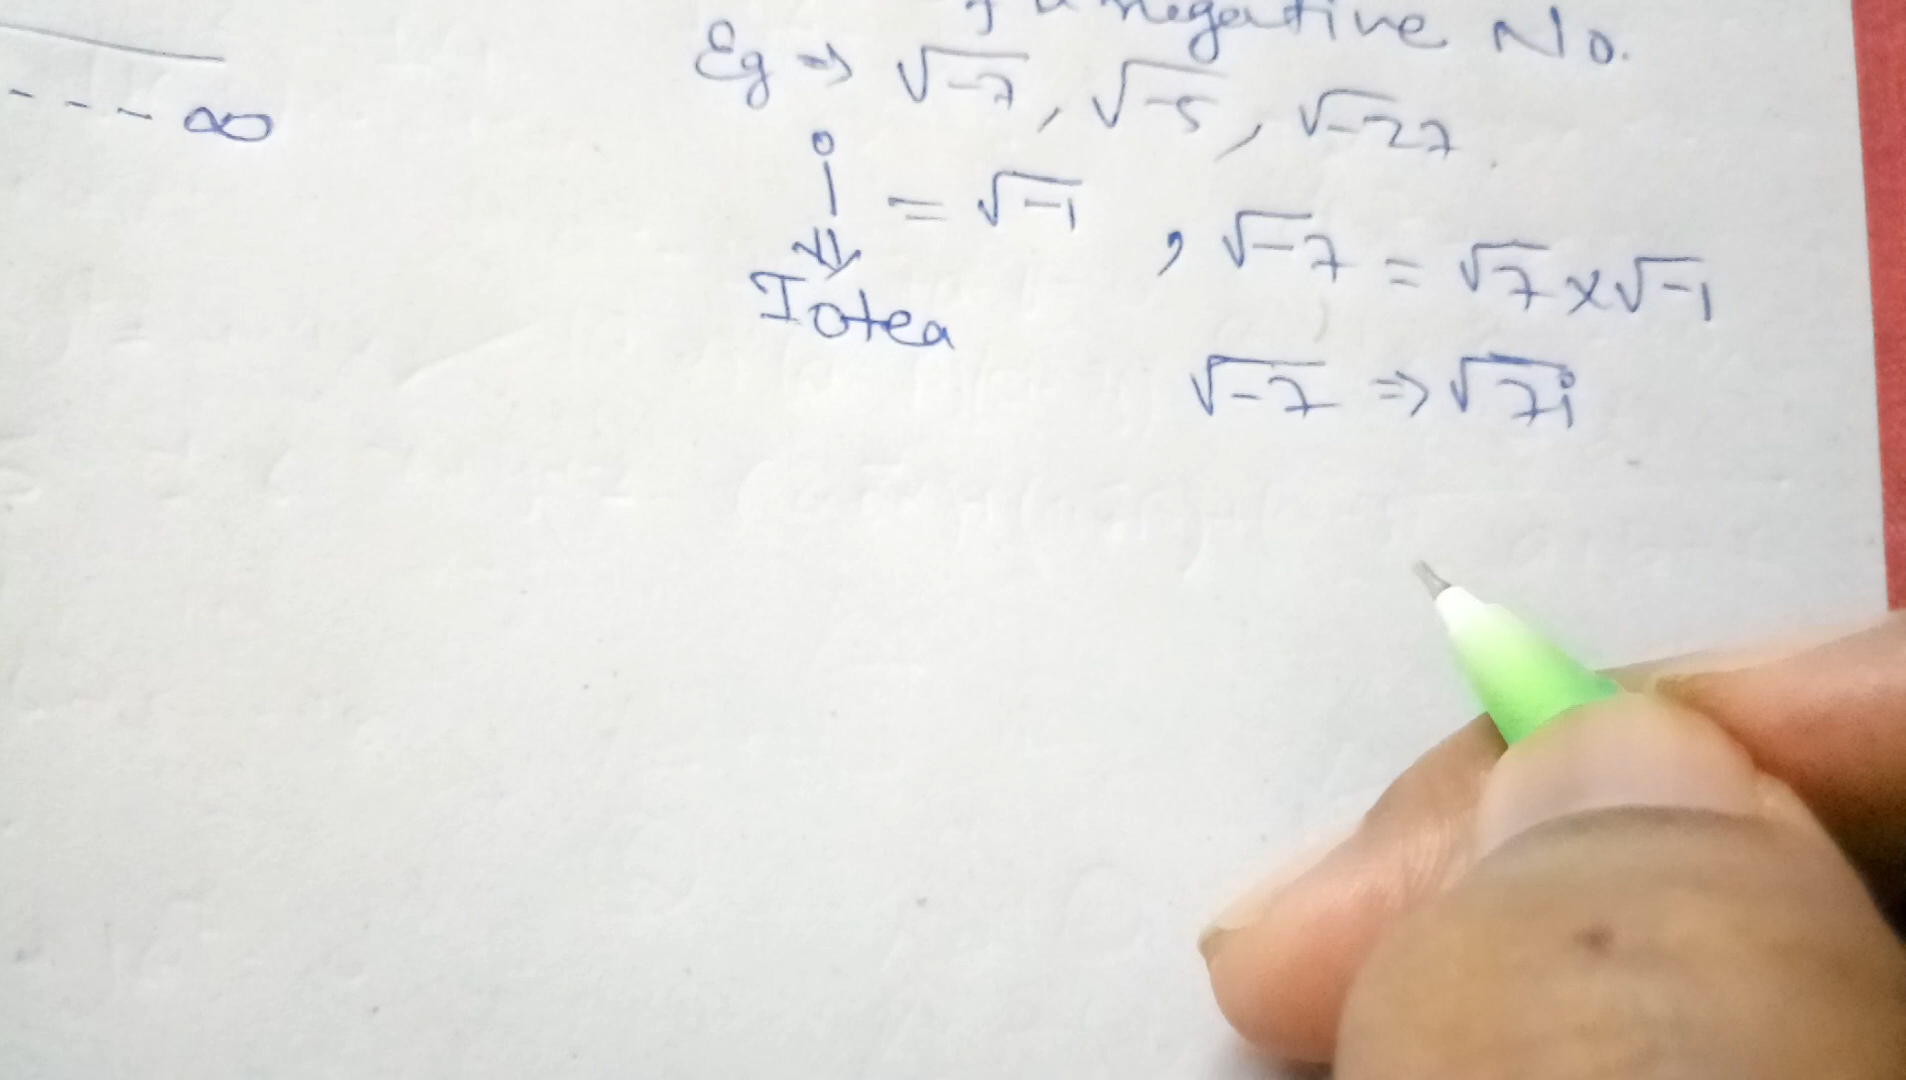 a negative No.
Eg ⇒ √-7, √-5, √-27
--- ∞
i = √-1, √-7 = √7 x √-1
⇓
Iotea
√-7 ⇒ √7i